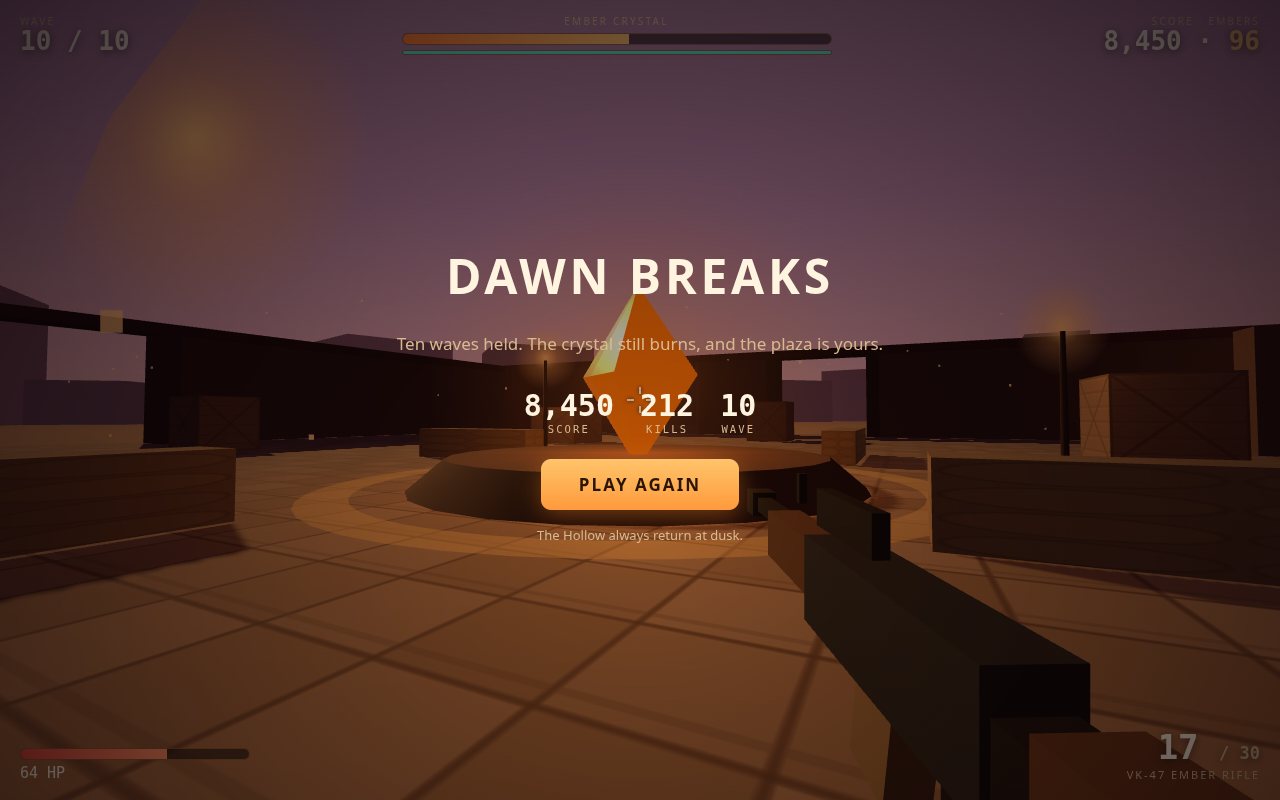 WAVE
10 / 10
EMBER CRYSTAL
SCORE · EMBERS
8,450 · 96
DAWN BREAKS
Ten waves held. The crystal still burns, and the plaza is yours.
8,450 212 10
SCORE KILLS WAVE
PLAY AGAIN
The Hollow always return at dusk.
64 HP
17 / 30
VK-47 EMBER RIFLE